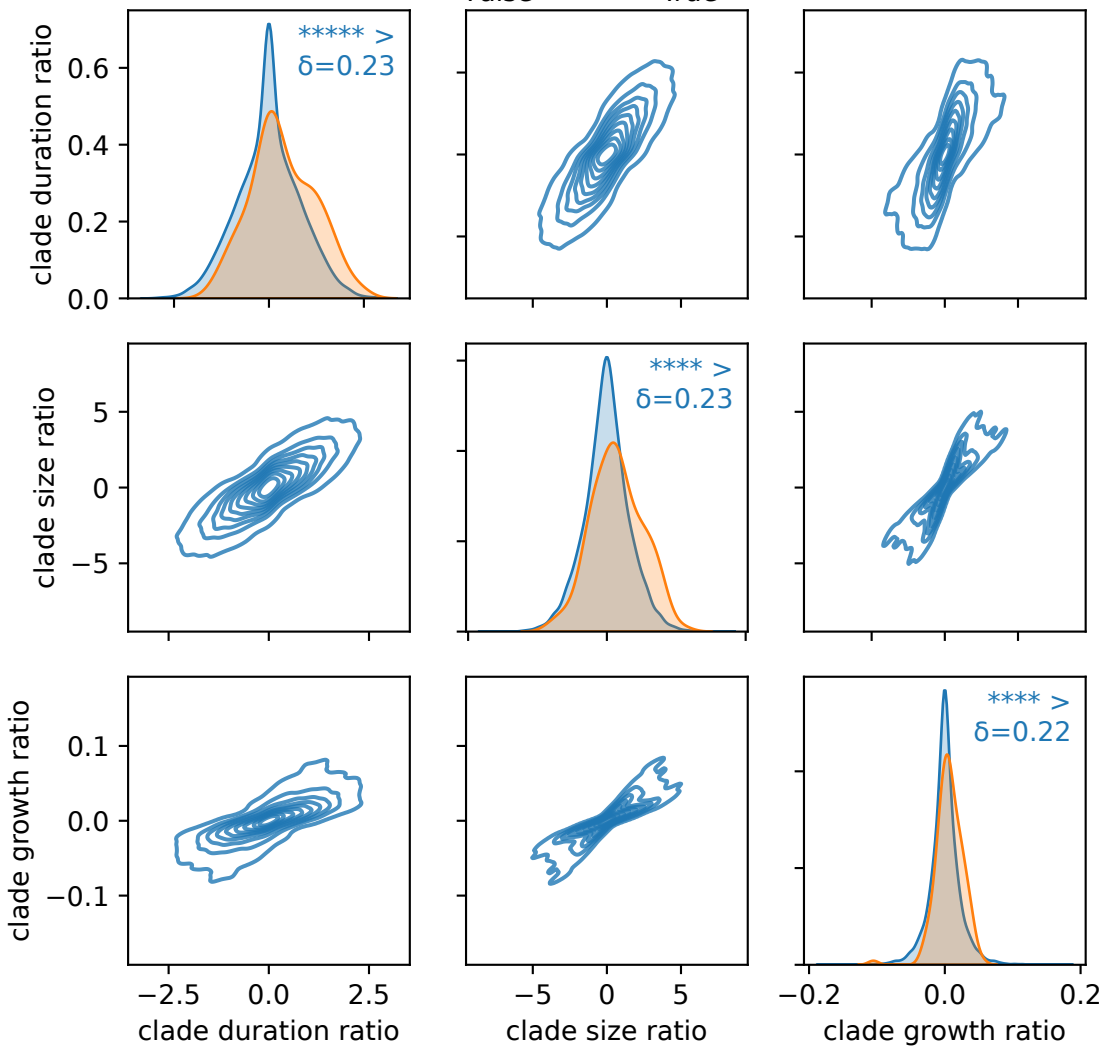 ***** >
δ=0.23
clade duration ratio
0.6
0.4
0.2
0.0
**** >
δ=0.23
clade size ratio
5
0
−5
**** >
δ=0.22
clade growth ratio
0.1
0.0
−0.1
−2.5 0.0 2.5
−5 0 5
−0.2 0.0 0.2
clade duration ratio
clade size ratio
clade growth ratio